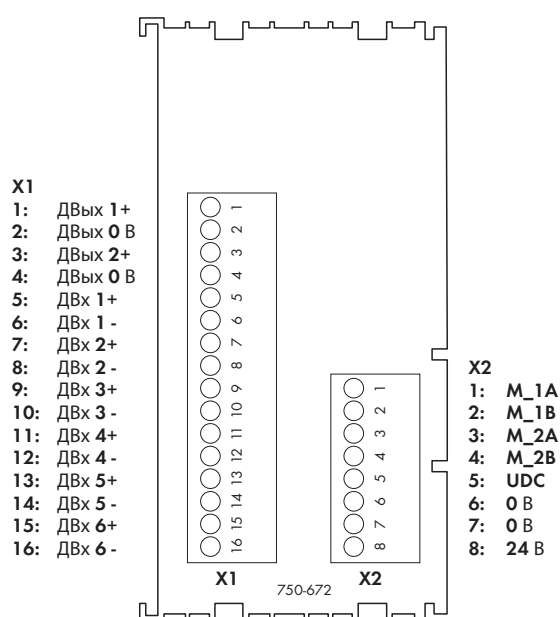 X1
1: ДВых 1+
2: ДВых 0 В
3: ДВых 2+
4: ДВых 0 В
5: ДВх 1+
6: ДВх 1 -
7: ДВх 2+
8: ДВх 2 -
9: ДВх 3+
10: ДВх 3 -
11: ДВх 4+
12: ДВх 4 -
13: ДВх 5+
14: ДВх 5 -
15: ДВх 6+
16: ДВх 6 -
1
2
3
4
5
6
7
8
9
10
11
12
13
14
15
16
X1
1
2
3
4
5
6
7
8
X2
750-672
X2
1: M_1A
2: M_1B
3: M_2A
4: M_2B
5: UDC
6: 0 В
7: 0 В
8: 24 В